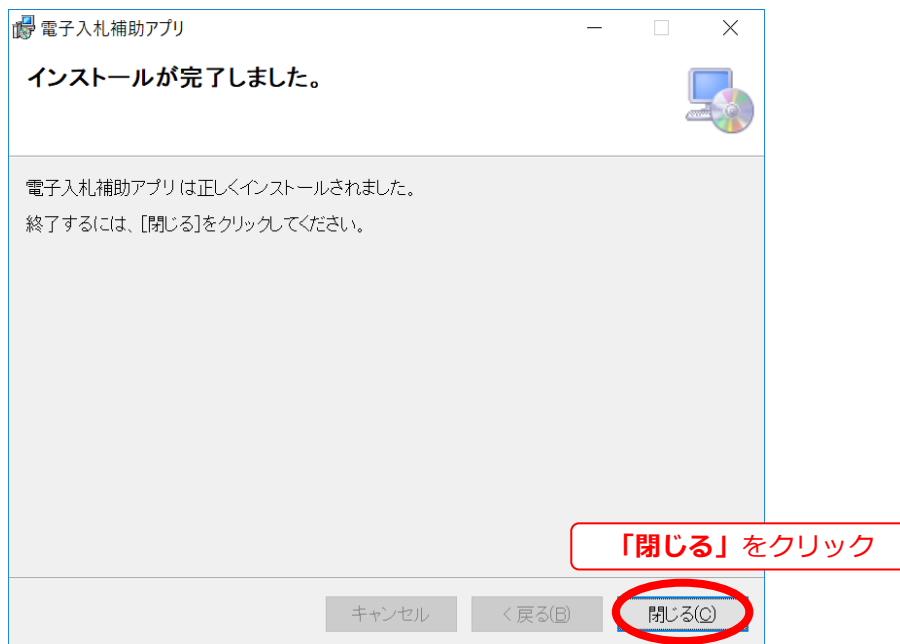 電子入札補助アプリ
インストールが完了しました。
電子入札補助アプリは正しくインストールされました。
終了するには、[閉じる]をクリックしてください。
「閉じる」をクリック
キャンセル
< 戻る(B)
閉じる(C)